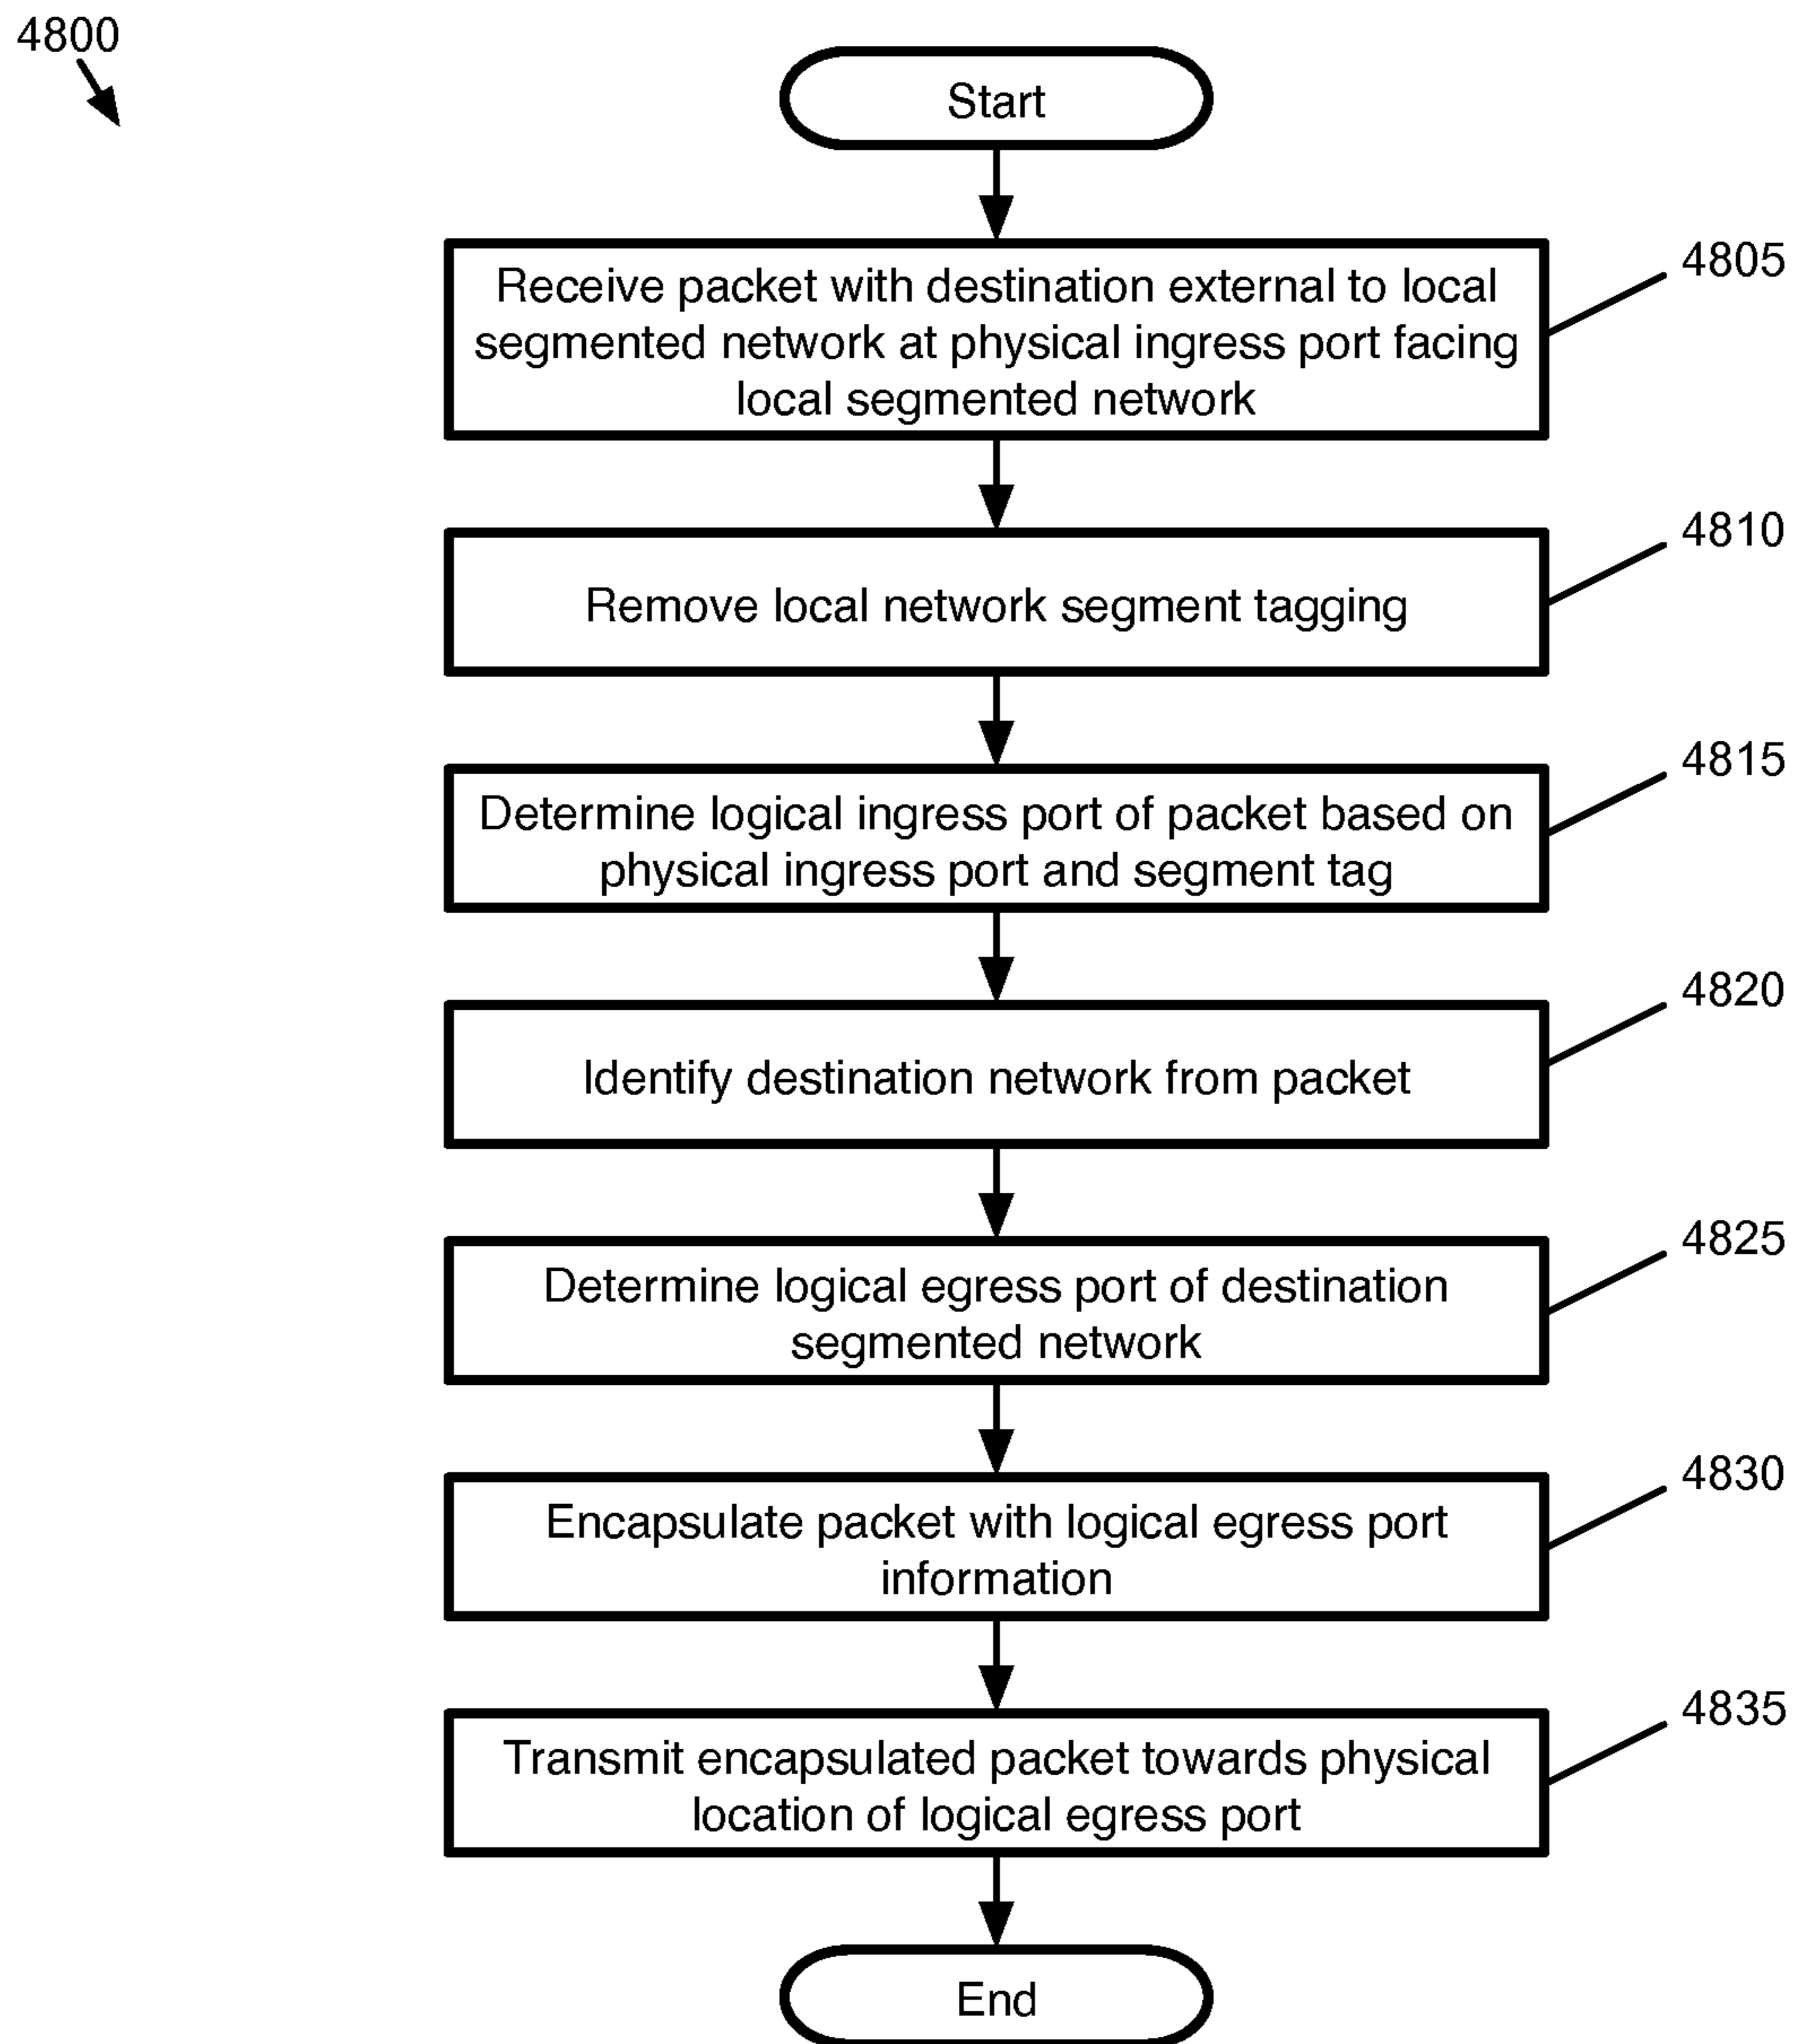 4800
Start
Receive packet with destination external to local
segmented network at physical ingress port facing
local segmented network
4805
Remove local network segment tagging
4810
Determine logical ingress port of packet based on
physical ingress port and segment tag
4815
Identify destination network from packet
4820
Determine logical egress port of destination
segmented network
4825
Encapsulate packet with logical egress port
information
4830
Transmit encapsulated packet towards physical
location of logical egress port
4835
End